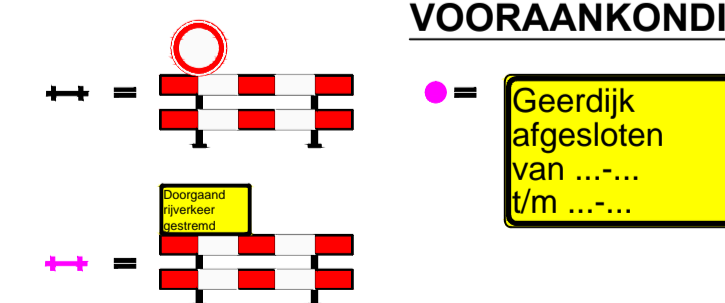 VOORAANKONDI
=
=
Geerdijk
afgesloten
van ...-...
t/m ...-...
Doorgaand
rijverkeer
gestremd
=